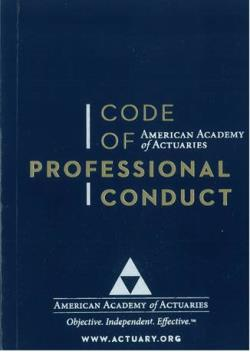 CODE
OF AMERICAN ACADEMY
of ACTUARIES
PROFESSIONAL
CONDUCT
AMERICAN ACADEMY of ACTUARIES
Objective. Independent. Effective.™
WWW.ACTUARY.ORG